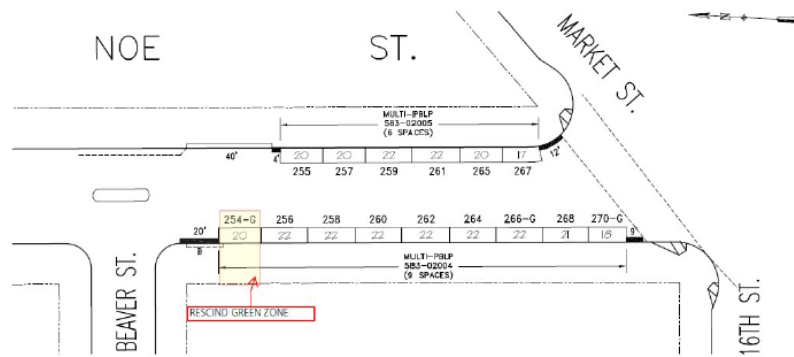 NOE ST.
MARKET ST.
N
MULTI-PBLP
583-02005
(6 SPACES)
40' 4' 20 20 22 22 20 17 12'
255 257 259 261 265 267
254-G 256 258 260 262 264 266-G 268 270-G
20' 20 22 22 22 22 22 22 21 18 9'
8'
MULTI-PBLP
583-02004
(9 SPACES)
RESCIND GREEN ZONE
BEAVER ST.
16TH ST.